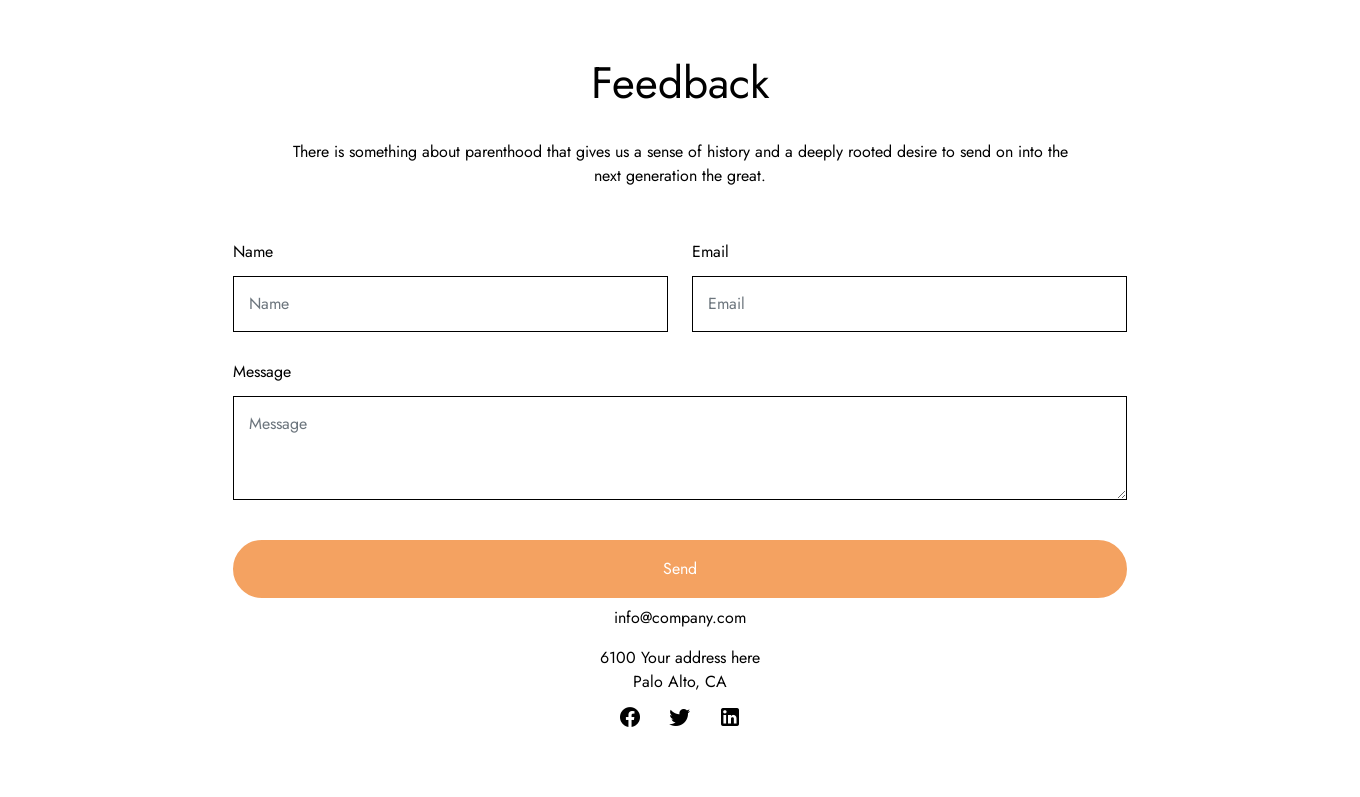 Feedback
There is something about parenthood that gives us a sense of history and a deeply rooted desire to send on into the
next generation the great.
Name
Email
Name
Email
Message
Message
Send
info@company.com
6100 Your address here
Palo Alto, CA